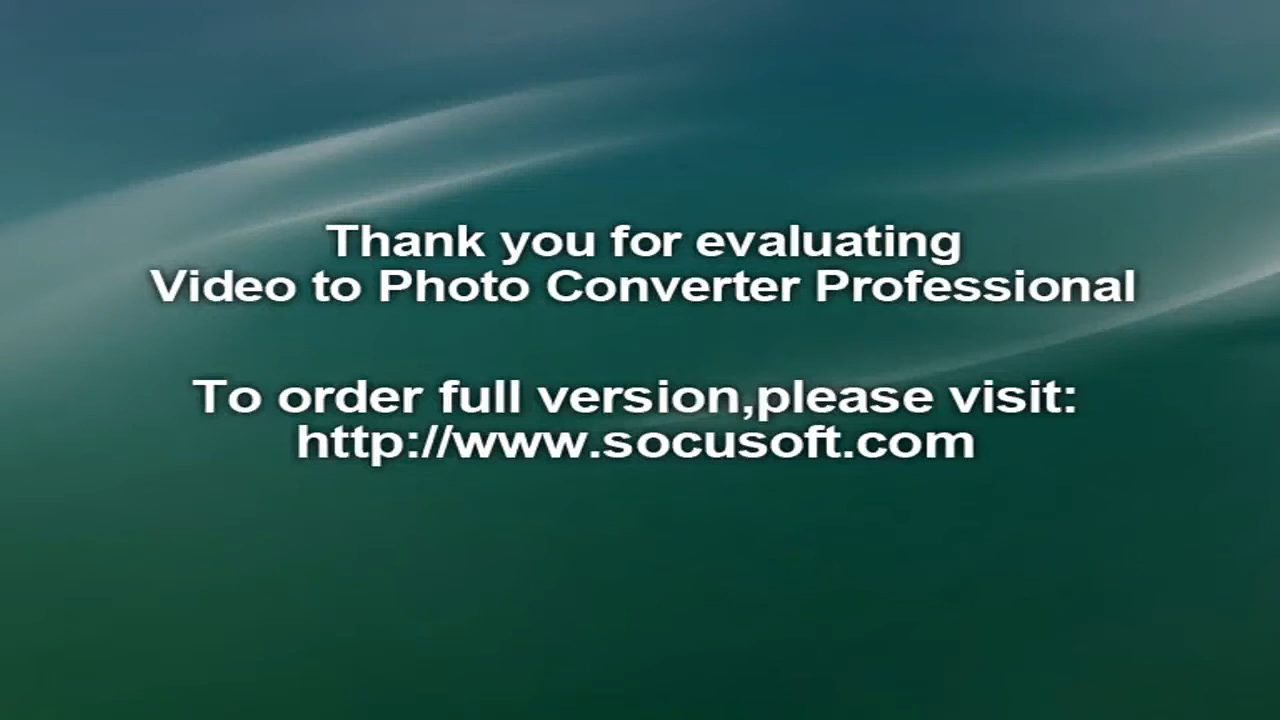 Thank you for evaluating
Video to Photo Converter Professional
To order full version,please visit:
http://www.socusoft.com